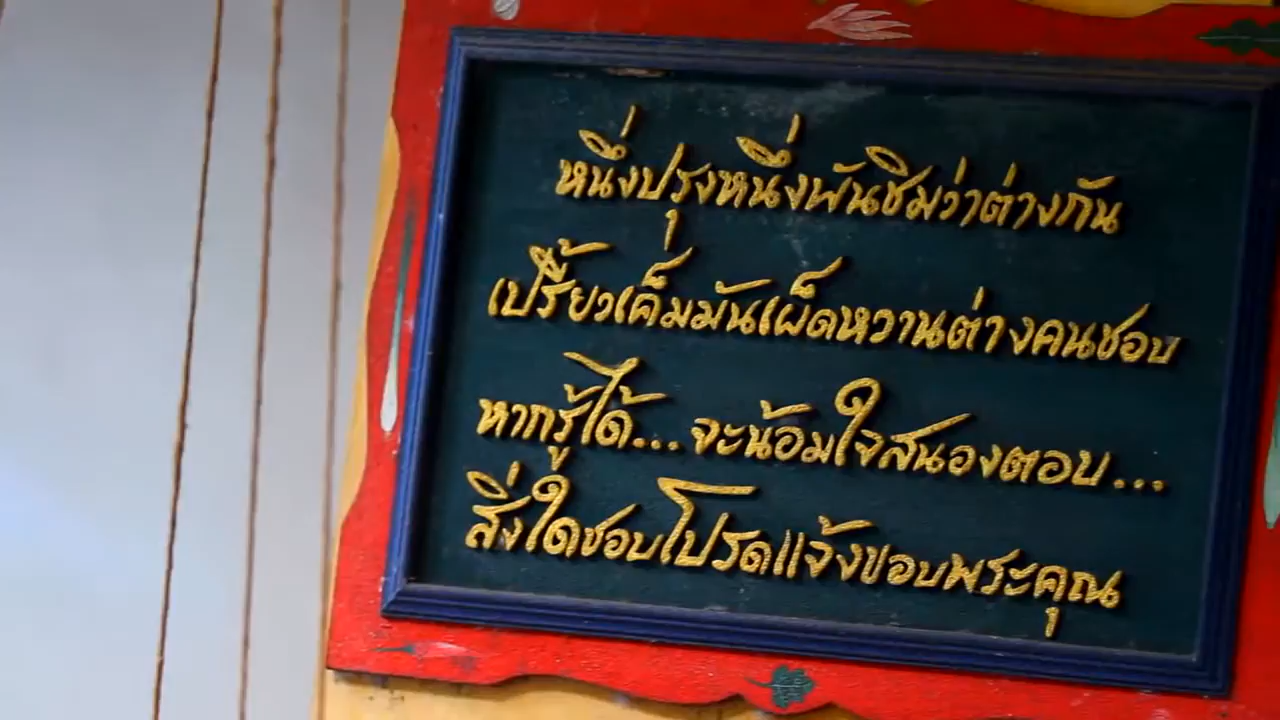 หนึ่งปรุงหนึ่งพันชิมว่าต่างกัน
เปรี้ยวเค็มมันเผ็ดหวานต่างคนชอบ
หากรู้ได้...จะน้อมใจสนองตอบ...
สิ่งใดชอบโปรดแจ้งขอบพระคุณ